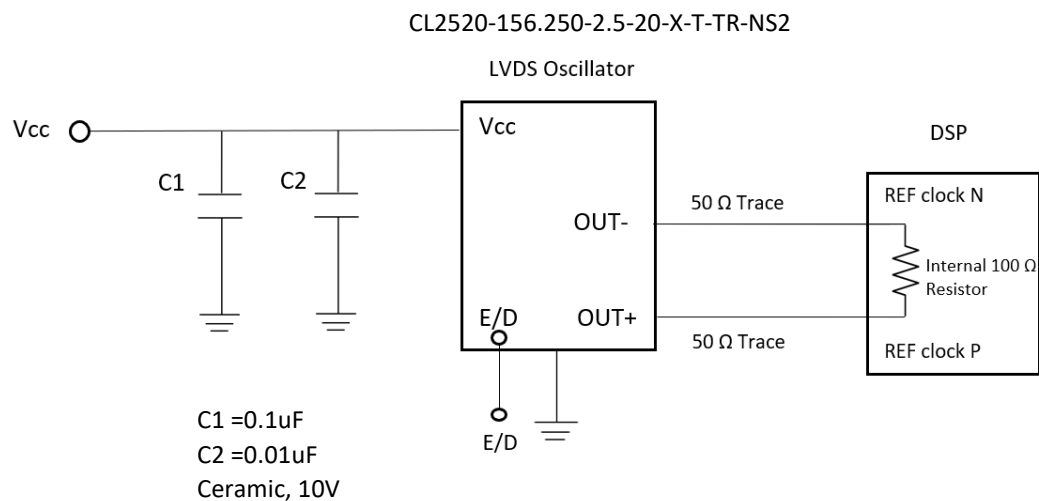 CL2520-156.250-2.5-20-X-T-TR-NS2
LVDS Oscillator
Vcc
Vcc
DSP
C1
C2
50 Ω Trace
REF clock N
OUT-
Internal 100 Ω
Resistor
E/D
OUT+
50 Ω Trace
REF clock P
E/D
C1 =0.1uF
C2 =0.01uF
Ceramic, 10V